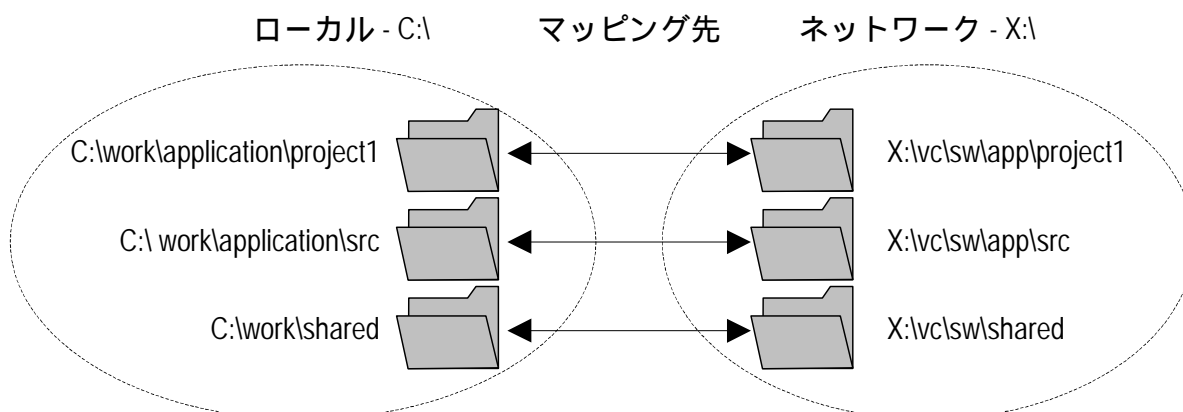 ローカル - C:\ マッピング先 ネットワーク - X:\
C:\work\application\project1 X:\vc\sw\app\project1
C:\ work\application\src X:\vc\sw\app\src
C:\work\shared X:\vc\sw\shared